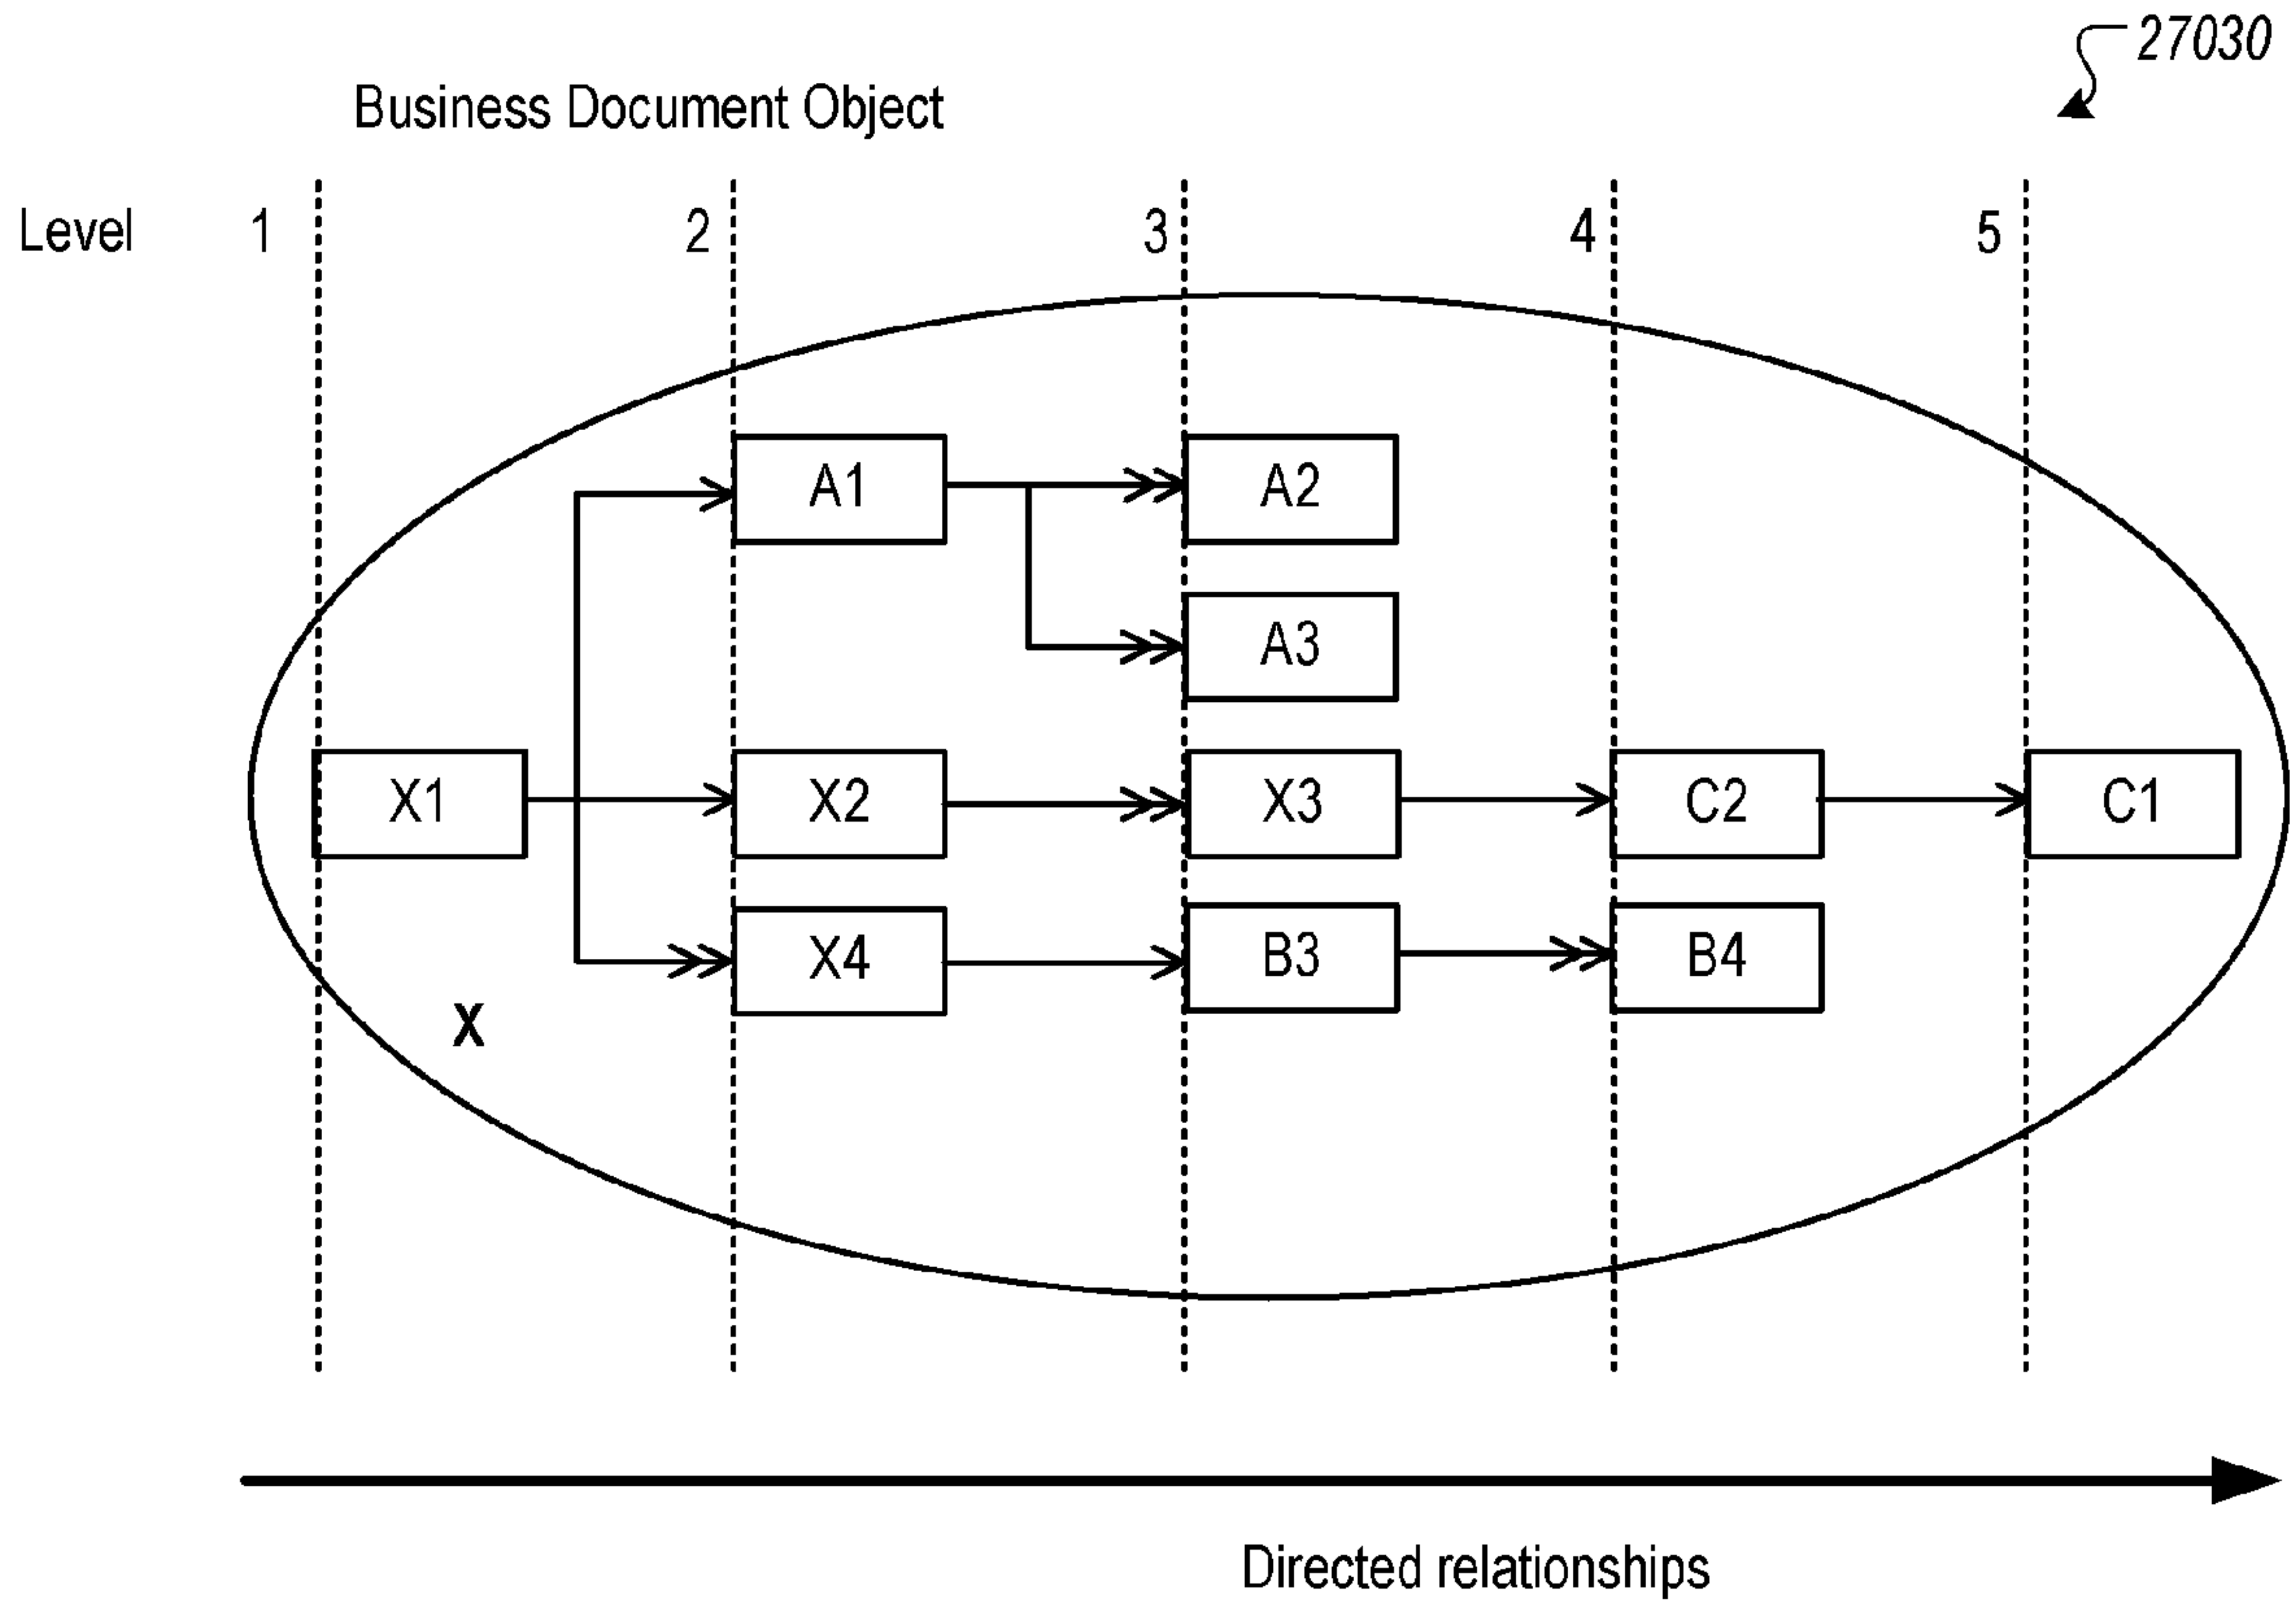 27030
Business Document Object
Level 1 2 3 4 5
A1 A2
A3
X1 X2 X3 C2 C1
X4 B3 B4
X
Directed relationships